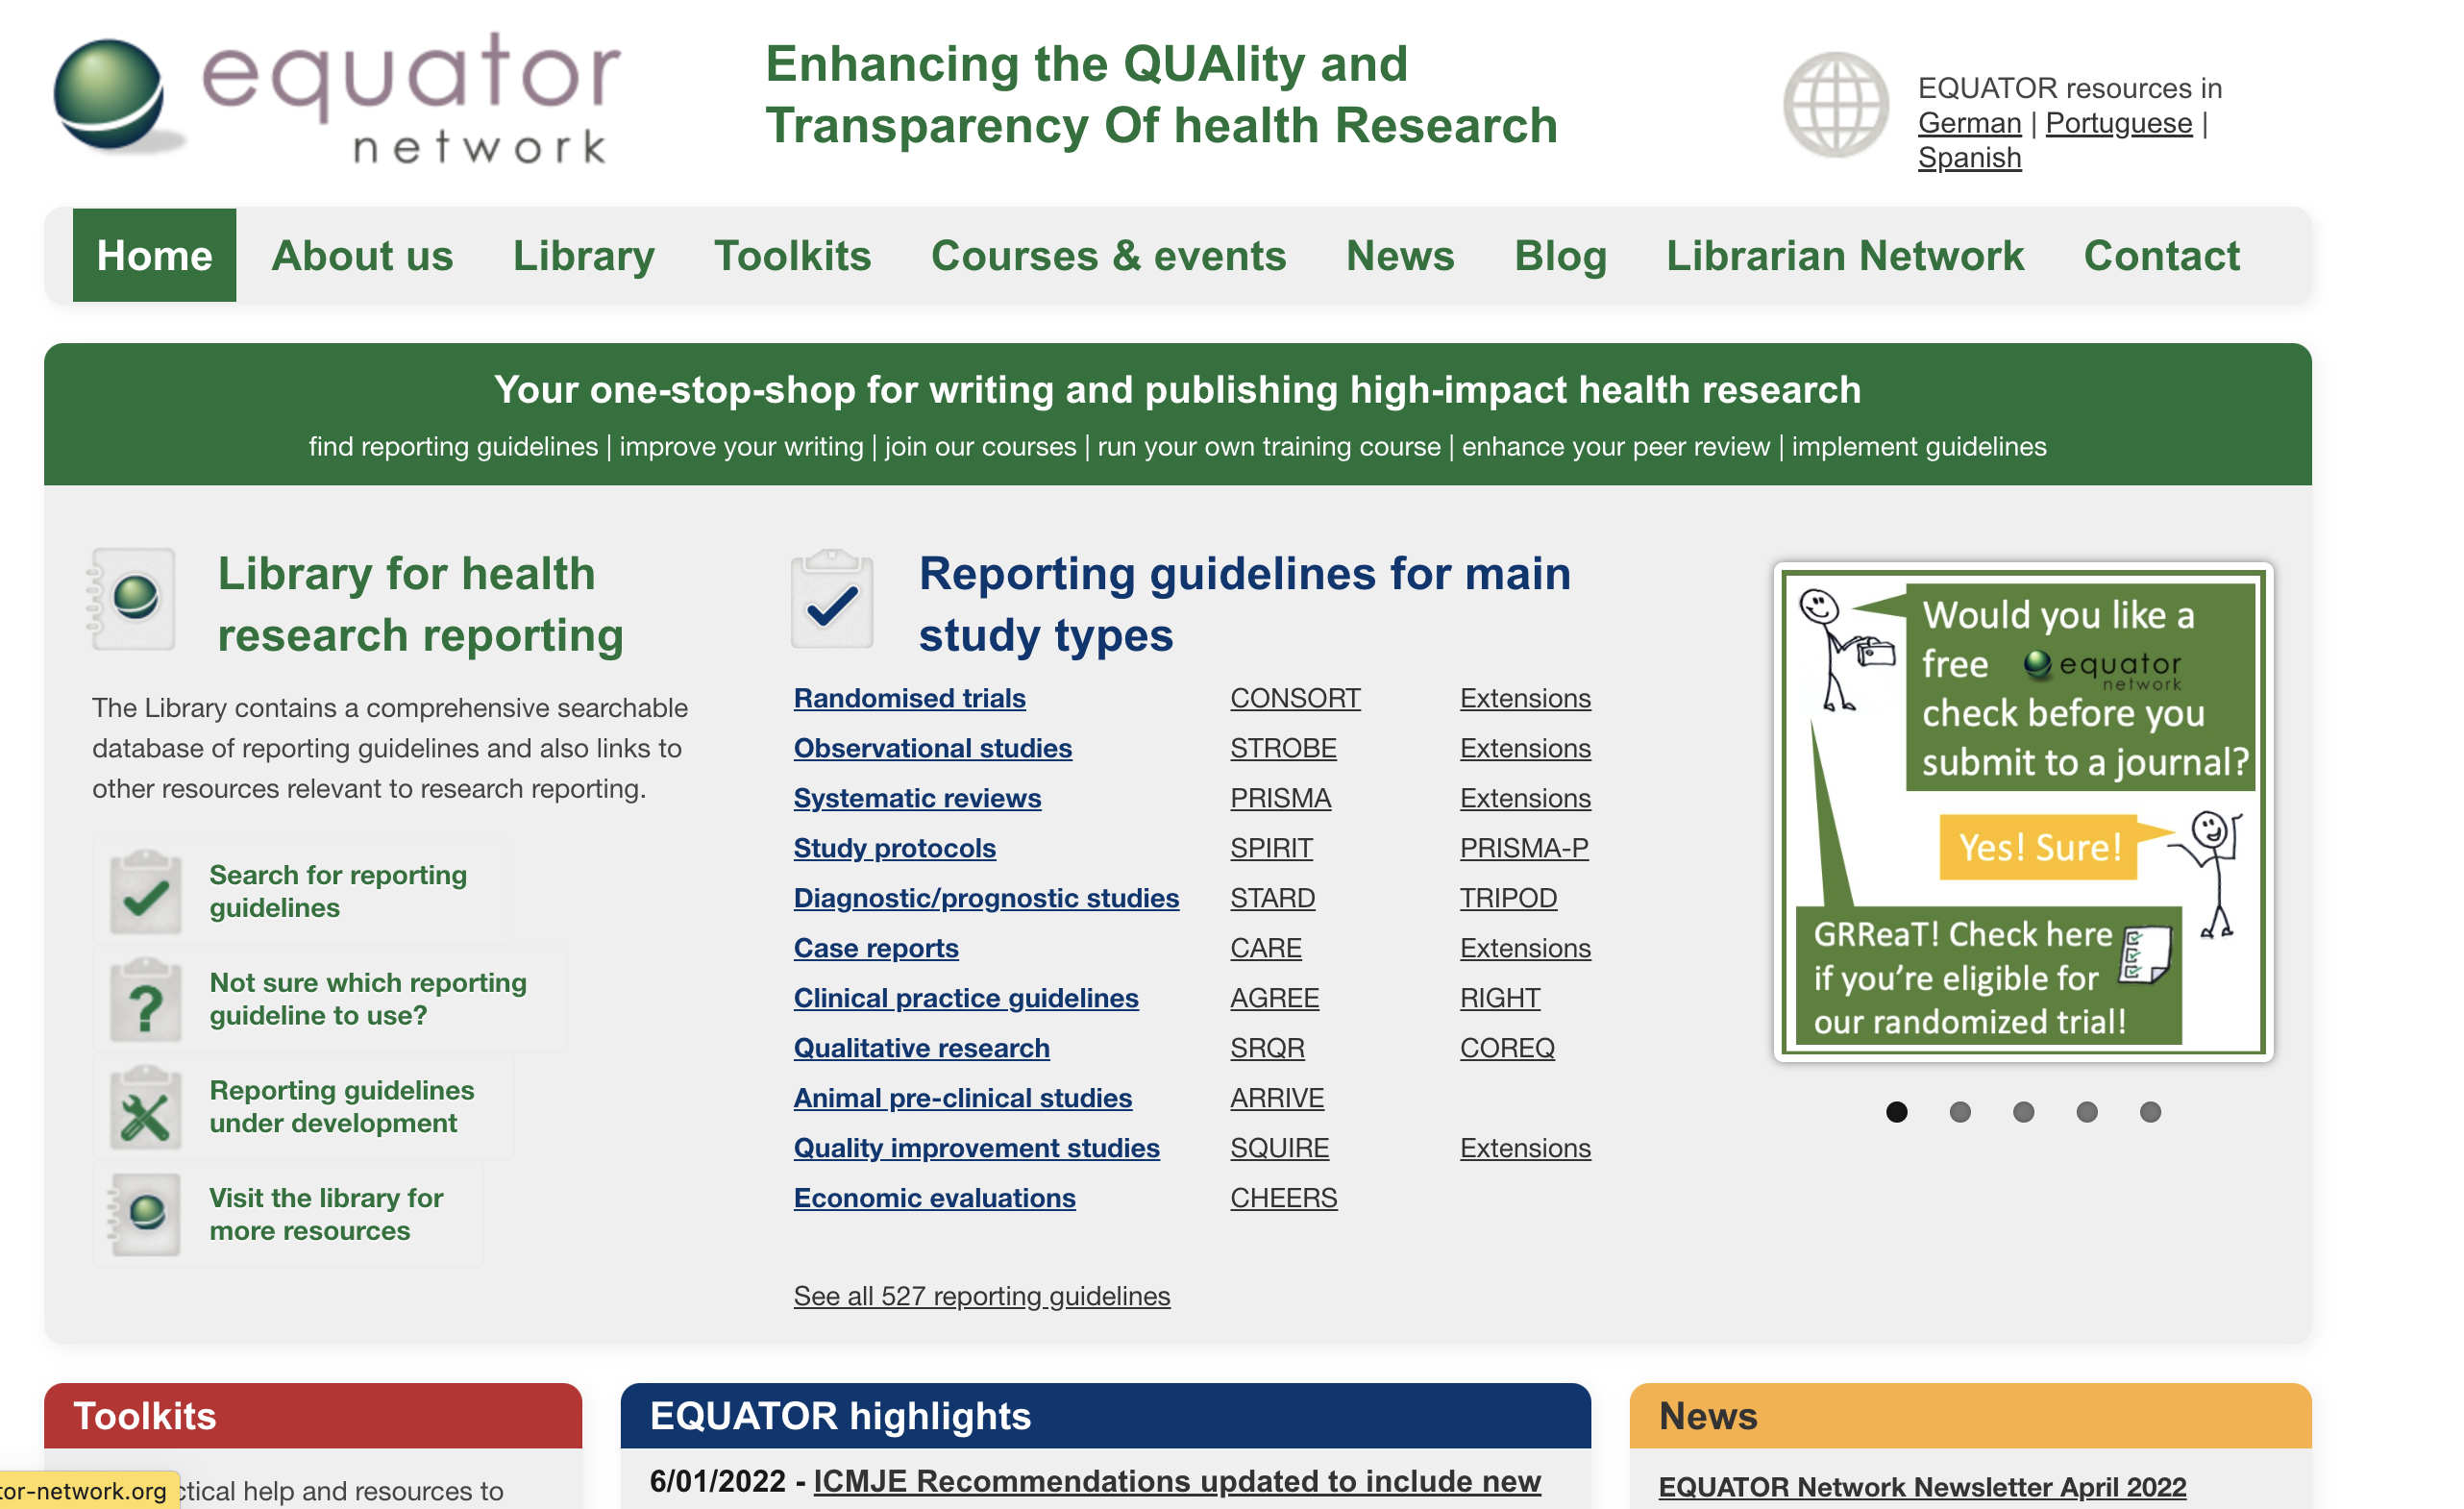 equator
network
Enhancing the QUAlity and
Transparency Of health Research
EQUATOR resources in
German | Portuguese |
Spanish
Home About us Library Toolkits Courses & events News Blog Librarian Network Contact
Your one-stop-shop for writing and publishing high-impact health research
find reporting guidelines | improve your writing | join our courses | run your own training course | enhance your peer review | implement guidelines
Library for health
research reporting
The Library contains a comprehensive searchable
database of reporting guidelines and also links to
other resources relevant to research reporting.
Search for reporting
guidelines
Not sure which reporting
guideline to use?
Reporting guidelines
under development
Visit the library for
more resources
Reporting guidelines for main
study types
Randomised trials CONSORT Extensions
Observational studies STROBE Extensions
Systematic reviews PRISMA Extensions
Study protocols SPIRIT PRISMA-P
Diagnostic/prognostic studies STARD TRIPOD
Case reports CARE Extensions
Clinical practice guidelines AGREE RIGHT
Qualitative research SRQR COREQ
Animal pre-clinical studies ARRIVE
Quality improvement studies SQUIRE Extensions
Economic evaluations CHEERS
See all 527 reporting guidelines
Would you like a
free equator
network
check before you
submit to a journal?
Yes! Sure!
GRReaT! Check here
if you're eligible for
our randomized trial!
Toolkits
tor-network.org
ctical help and resources to
EQUATOR highlights
6/01/2022 - ICMJE Recommendations updated to include new
News
EQUATOR Network Newsletter April 2022